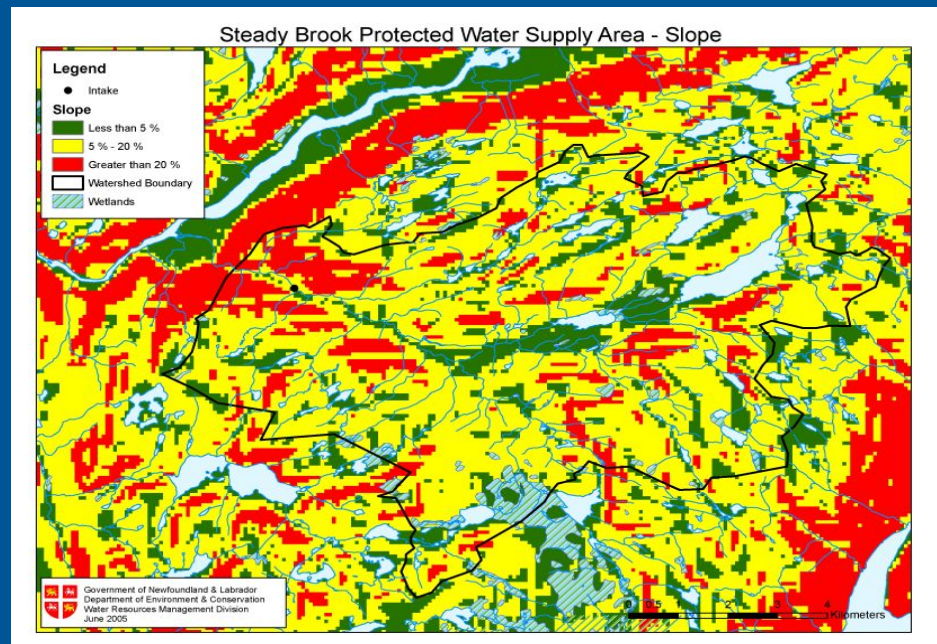 Steady Brook Protected Water Supply Area - Slope
Legend
Intake
Slope
Less than 5 %
5 % - 20 %
Greater than 20 %
Watershed Boundary
Wetlands
Government of Newfoundland & Labrador
Department of Environment & Conservation
Water Resources Management Division
June 2005
0 0.5 1 2 3 4
Kilometers